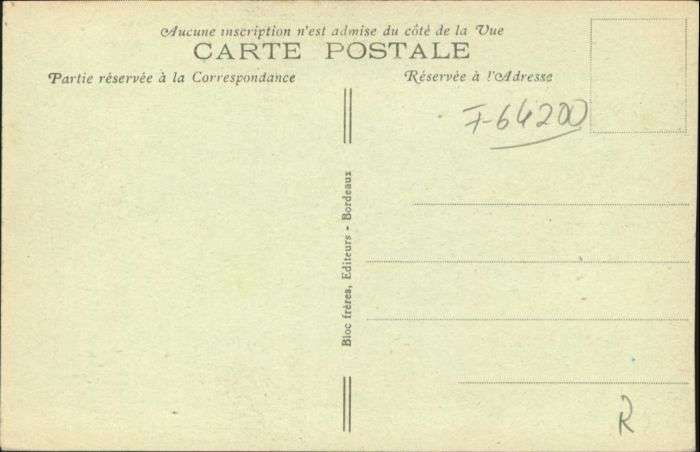 Aucune inscription n'est admise du côté de la Vue
CARTE POSTALE
Partie réservée à la Correspondance
Réservée à l'Adresse
F-64200
Bloc frères, Editeurs - Bordeaux
R